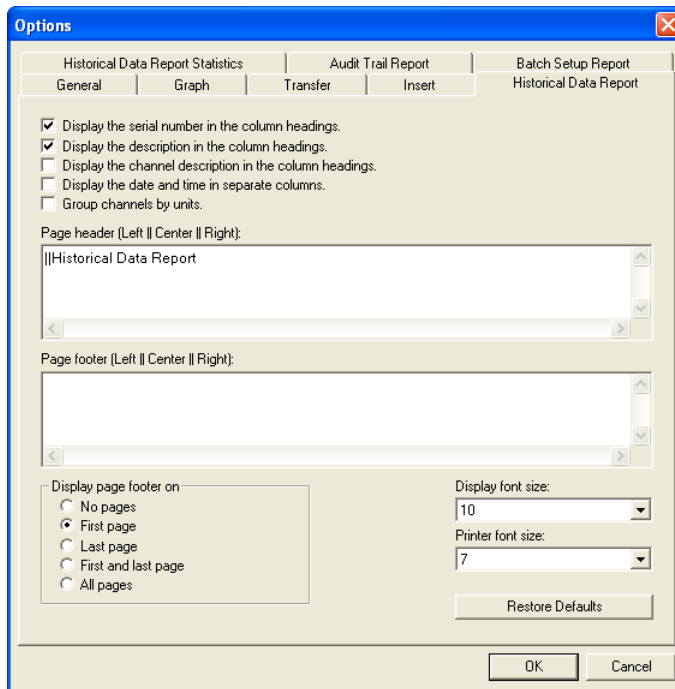 Options
Historical Data Report Statistics Audit Trail Report Batch Setup Report
General Graph Transfer Insert Historical Data Report
Display the serial number in the column headings.
Display the description in the column headings.
Display the channel description in the column headings.
Display the date and time in separate columns.
Group channels by units.
Page header (Left || Center || Right):
||Historical Data Report
Page footer (Left || Center || Right):
Display page footer on
No pages
First page
Last page
First and last page
All pages
Display font size:
10
Printer font size:
7
Restore Defaults
OK Cancel